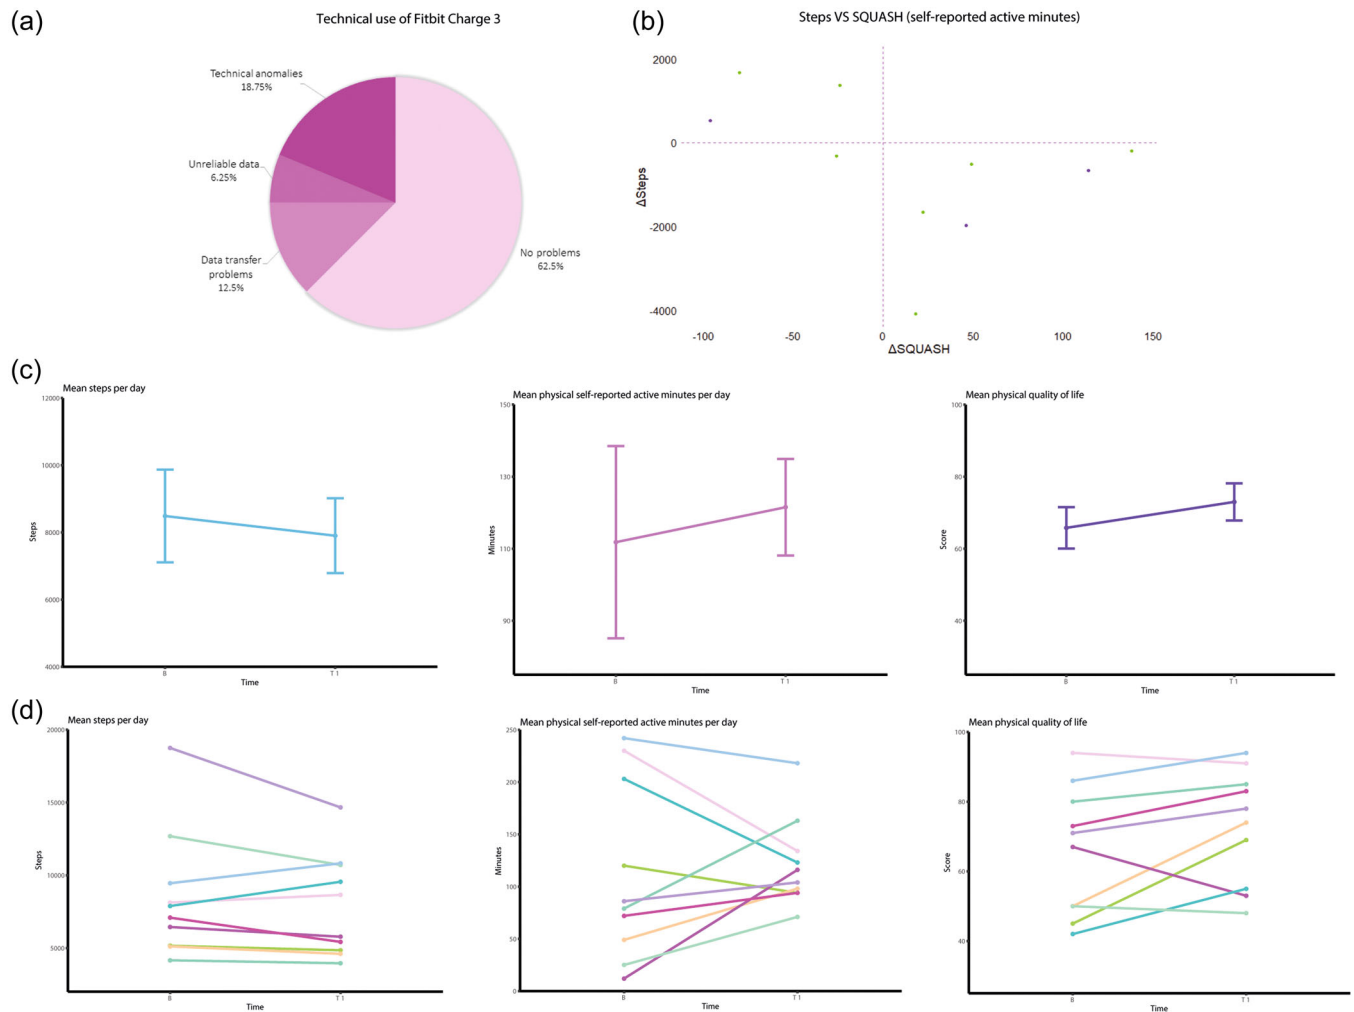 (a)
Technical use of Fitbit Charge 3
Technical anomalies
18.75%
Unreliable data
6.25%
Data transfer
problems
12.5%
No problems
62.5%
(b)
Steps VS SQUASH (self-reported active minutes)
2000
0
-2000
-4000
ΔSteps
-100
-50
0
50
100
150
ΔSQUASH
(c)
Mean steps per day
12000
10000
8000
6000
4000
Steps
B
T 1
Time
Mean physical self-reported active minutes per day
150
130
110
90
Minutes
B
T 1
Time
Mean physical quality of life
100
80
60
40
Score
B
T 1
Time
(d)
Mean steps per day
20000
15000
10000
5000
Steps
B
T 1
Time
Mean physical self-reported active minutes per day
250
200
150
100
50
0
Minutes
B
T 1
Time
Mean physical quality of life
100
80
60
40
Score
B
T 1
Time